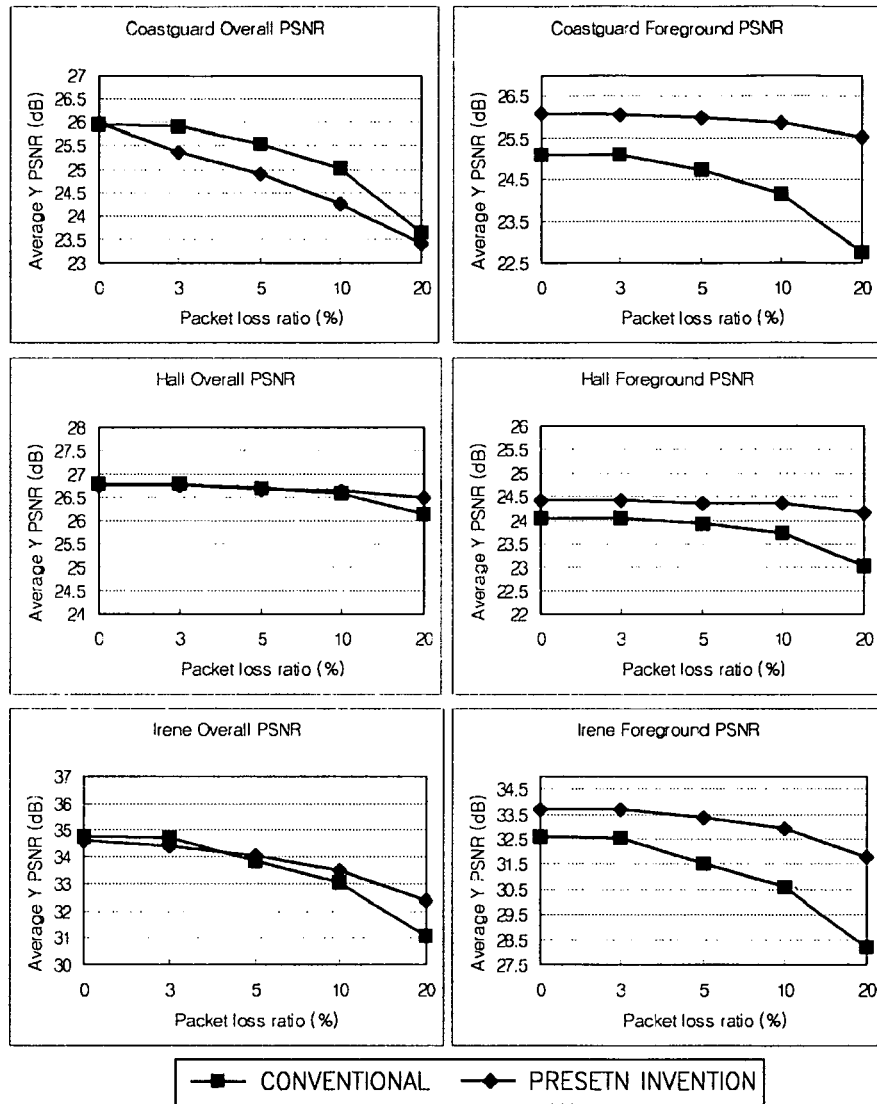 Coastguard Overall PSNR
Average Y PSNR (dB)
27
26.5
26
25.5
25
24.5
24
23.5
23
0 3 5 10 20
Packet loss ratio (%)
Coastguard Foreground PSNR
Average Y PSNR (dB)
26.5
25.5
24.5
23.5
22.5
0 3 5 10 20
Packet loss ratio (%)
Hall Overall PSNR
Average Y PSNR (dB)
28
27.5
27
26.5
26
25.5
25
24.5
24
0 3 5 10 20
Packet loss ratio (%)
Hall Foreground PSNR
Average Y PSNR (dB)
26
25.5
25
24.5
24
23.5
23
22.5
22
0 3 5 10 20
Packet loss ratio (%)
Irene Overall PSNR
Average Y PSNR (dB)
37
36
35
34
33
32
31
30
0 3 5 10 20
Packet loss ratio (%)
Irene Foreground PSNR
Average Y PSNR (dB)
34.5
33.5
32.5
31.5
30.5
29.5
28.5
27.5
0 3 5 10 20
Packet loss ratio (%)
CONVENTIONAL PRESETN INVENTION